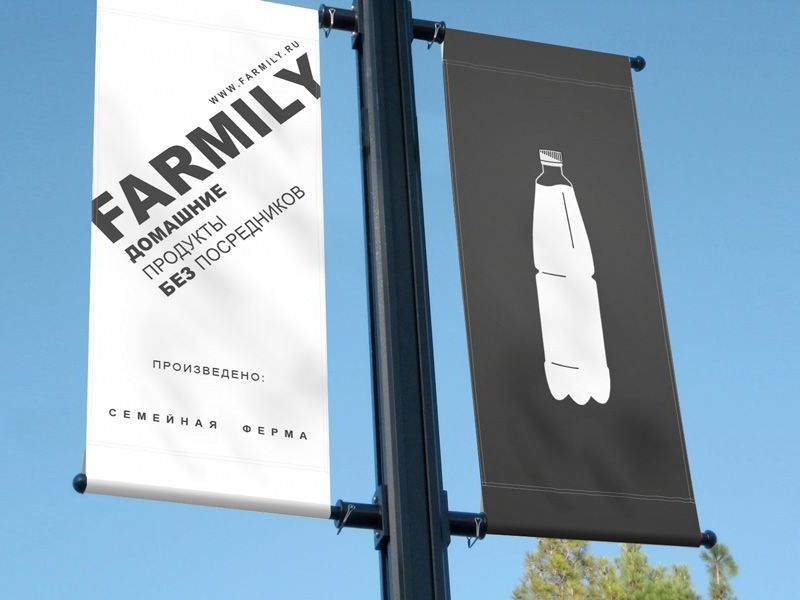 WWW.FARMILY.RU
FARMILY
ДОМАШНИЕ
ПРОДУКТЫ
БЕЗ ПОСРЕДНИКОВ
ПРОИЗВЕДЕНО:
СЕМЕЙНАЯ ФЕРМА